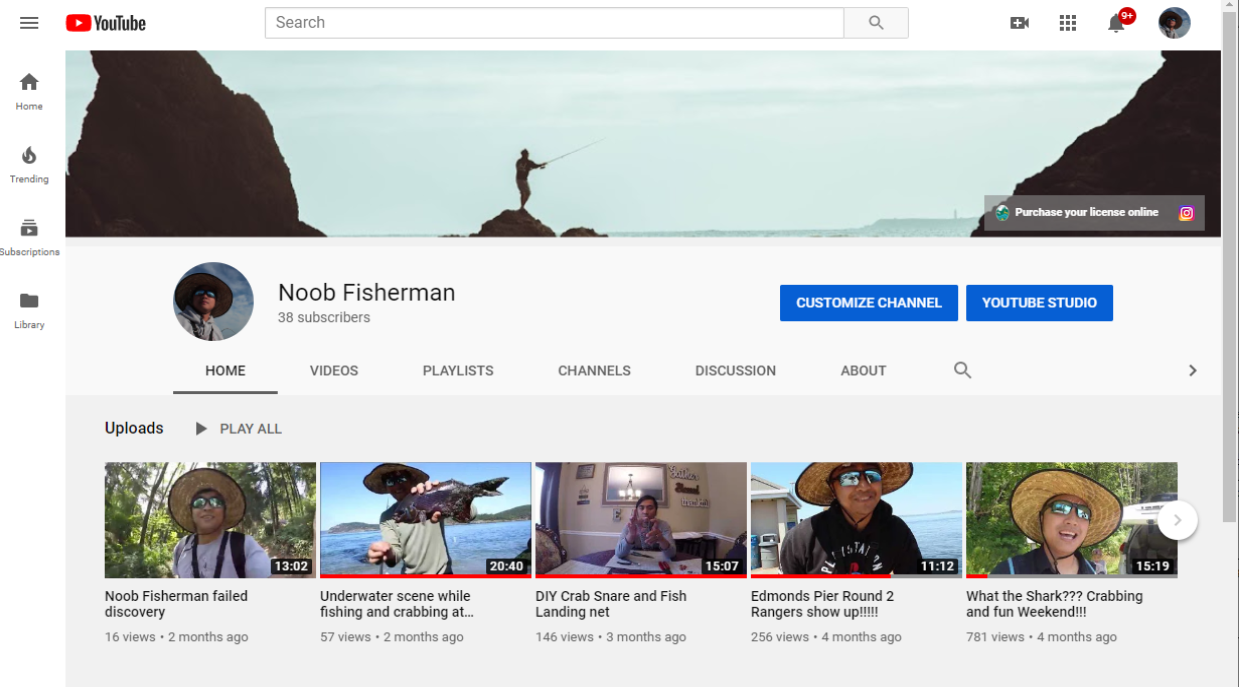 YouTube
Search
9+
Home
Trending
Subscriptions
Library
Purchase your license online
Noob Fisherman
38 subscribers
CUSTOMIZE CHANNEL
YOUTUBE STUDIO
HOME VIDEOS PLAYLISTS CHANNELS DISCUSSION ABOUT
Uploads
PLAY ALL
13:02
Noob Fisherman failed
discovery
16 views • 2 months ago
20:40
Underwater scene while
fishing and crabbing at...
57 views • 2 months ago
15:07
DIY Crab Snare and Fish
Landing net
146 views • 3 months ago
11:12
Edmonds Pier Round 2
Rangers show up!!!!!
256 views • 4 months ago
15:19
What the Shark??? Crabbing
and fun Weekend!!!
781 views • 4 months ago